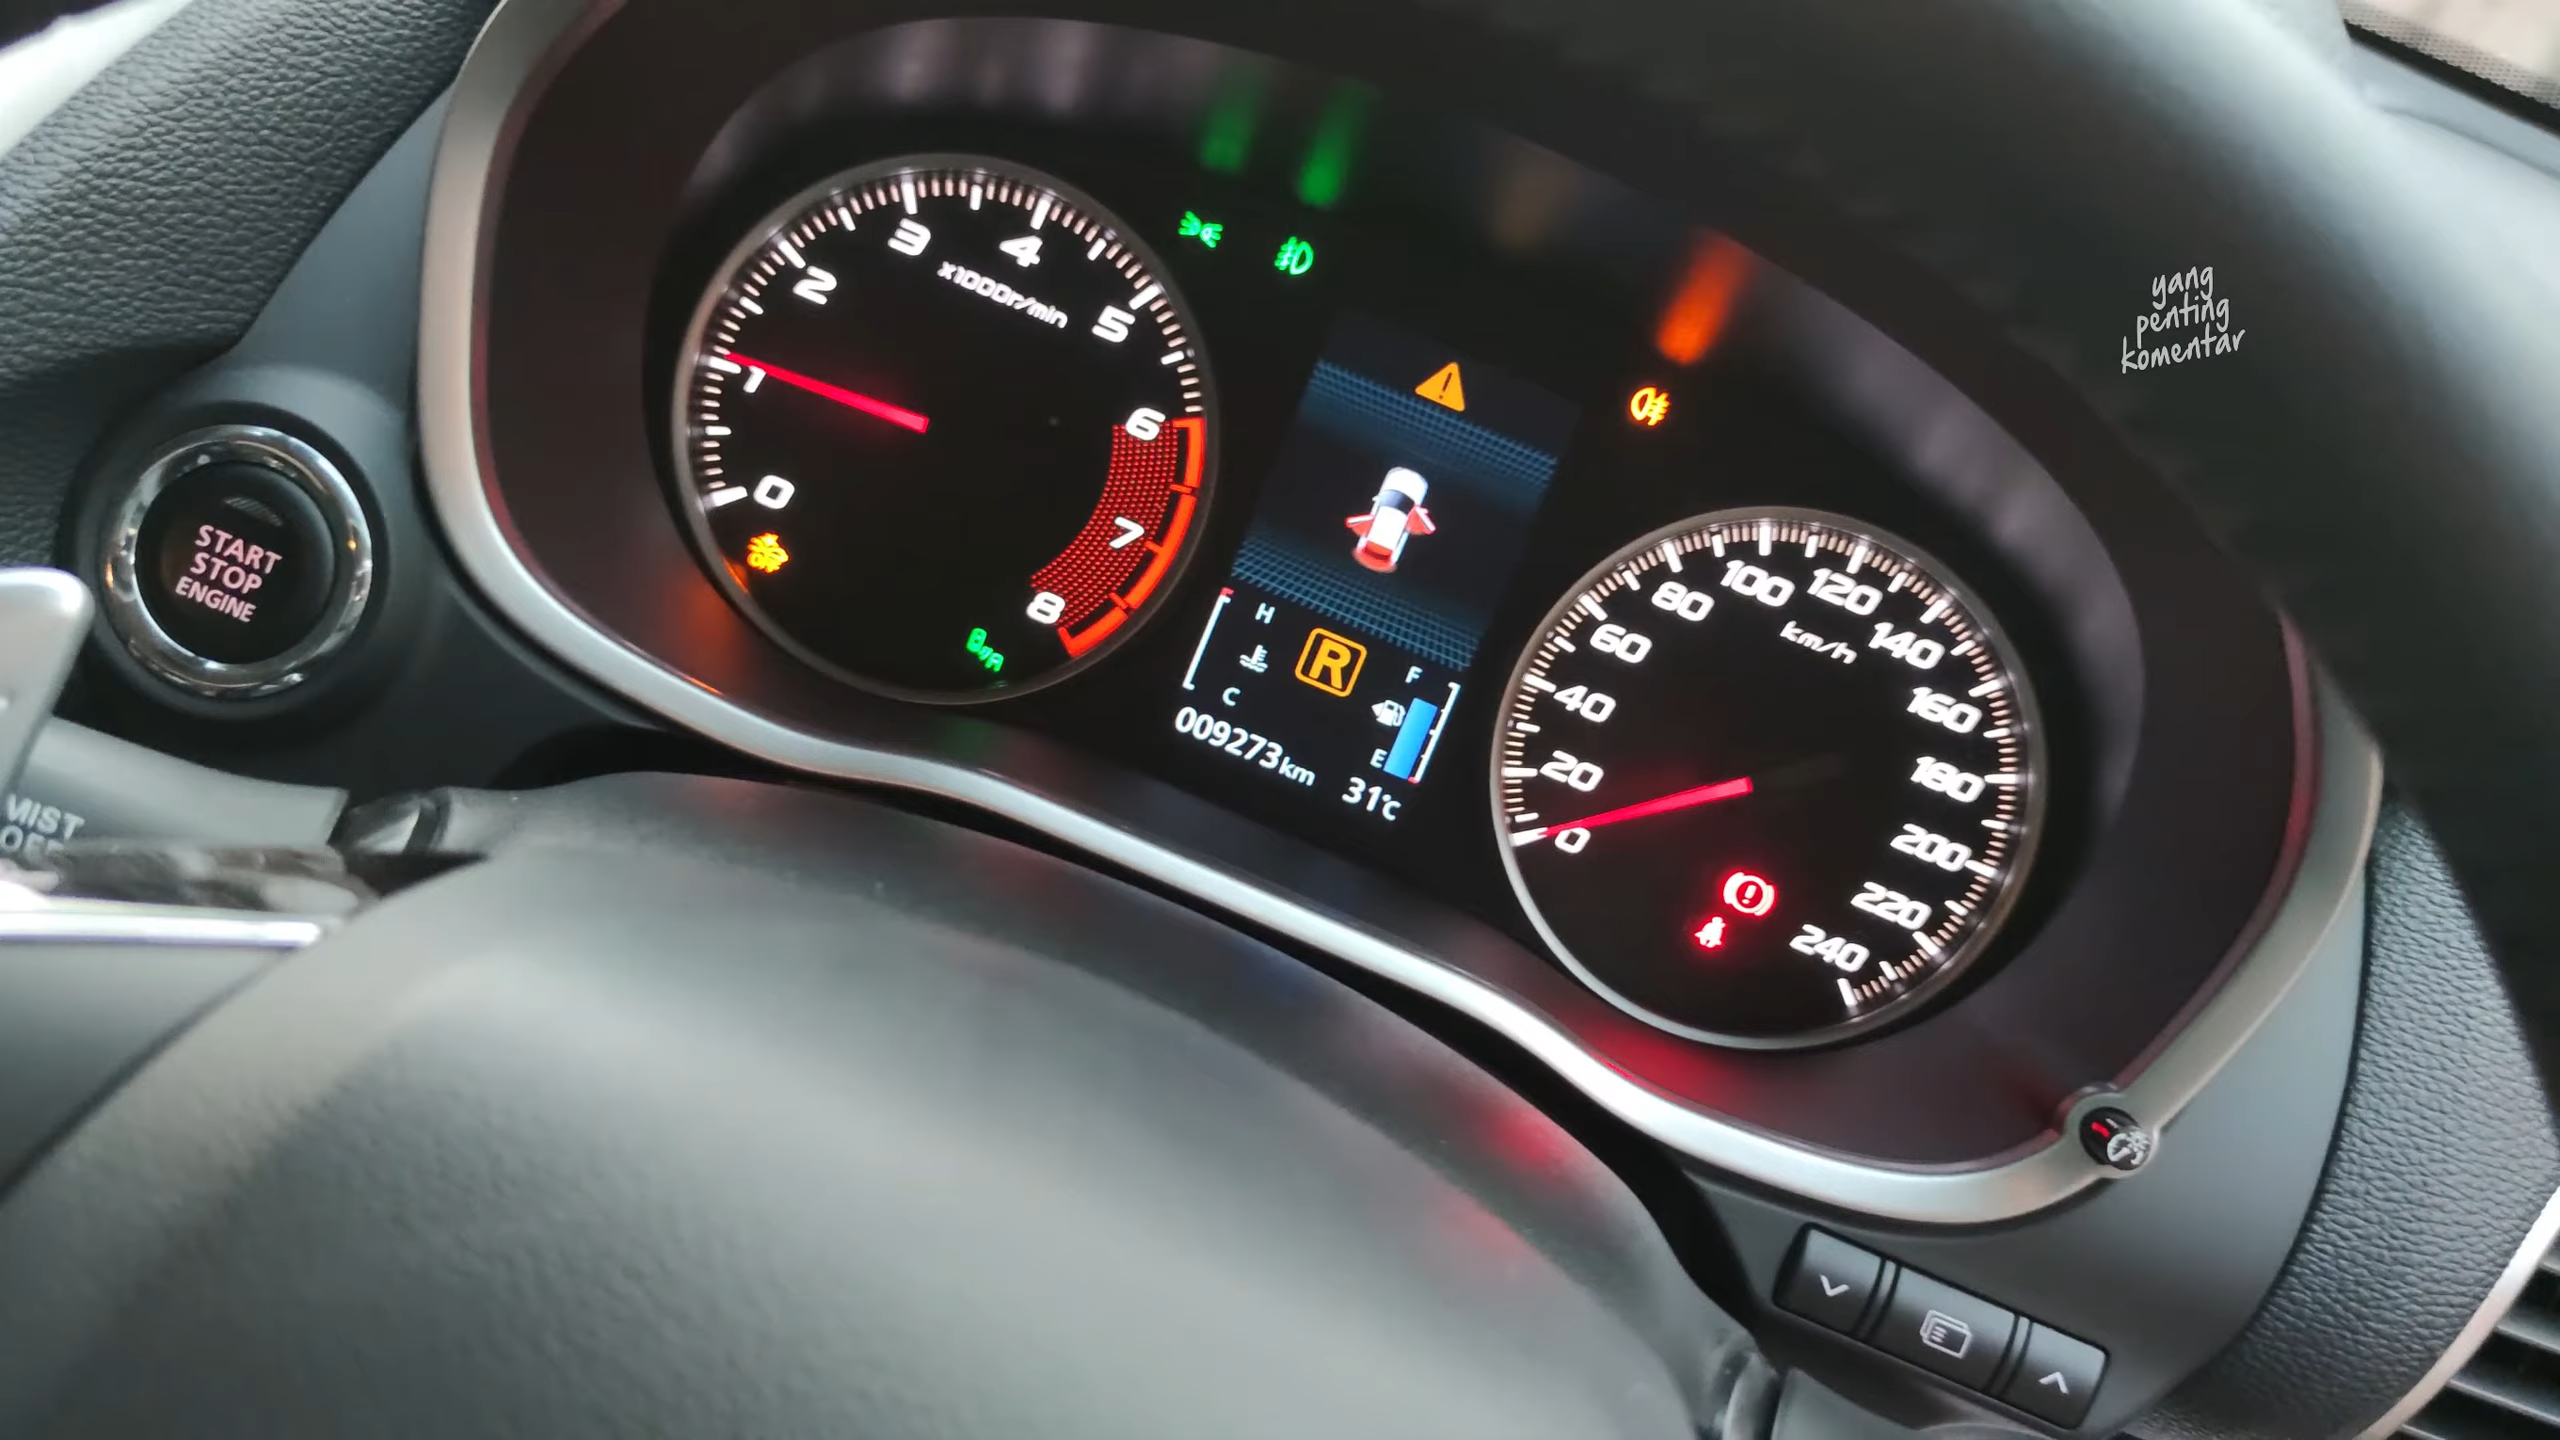 3
4
2
x1000r/min
5
1
6
0
7
8
START
STOP
ENGINE
yang
penting
komentar
H
R
F
C
E
009273km
31°C
100
120
80
km/h
140
60
160
40
180
20
200
0
220
240
MIST
OFF